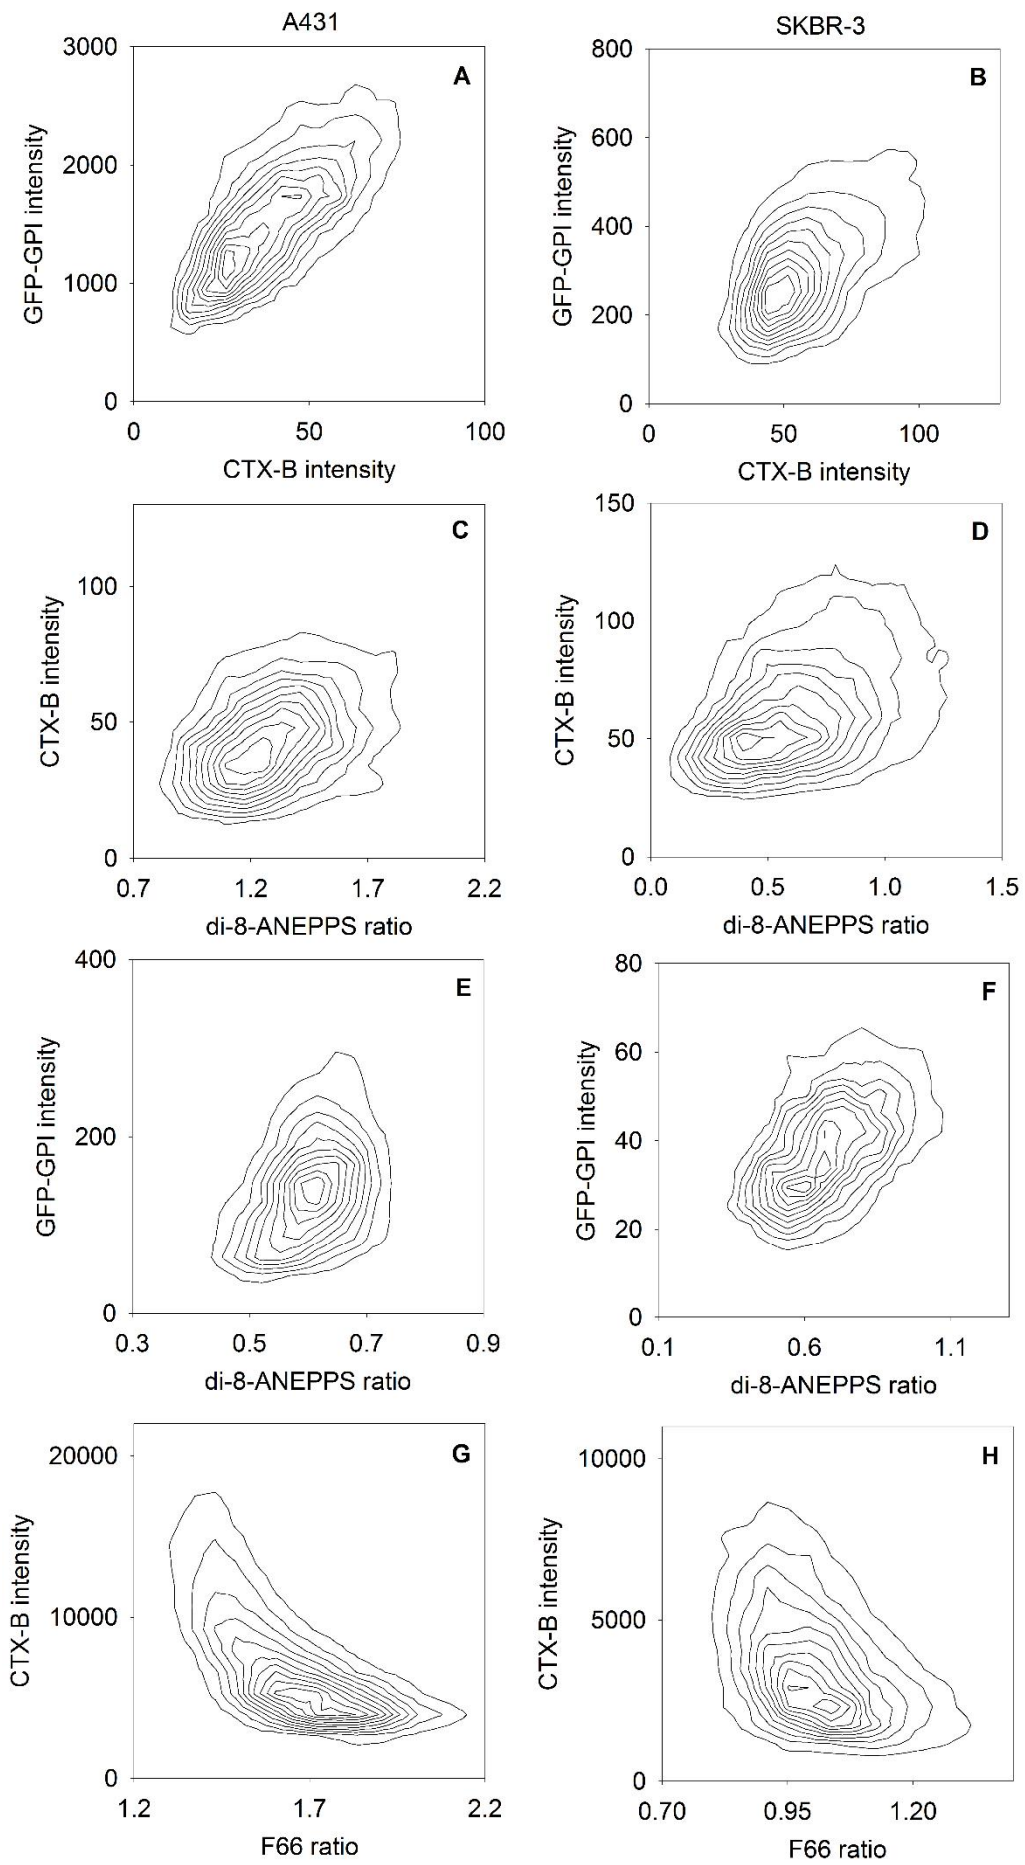 A431
SKBR-3
3000
2000
1000
0
GFP-GPI intensity
A
0
50
100
CTX-B intensity
800
600
400
200
0
GFP-GPI intensity
B
0
50
100
CTX-B intensity
100
50
0
CTX-B intensity
C
0.7
1.2
1.7
2.2
di-8-ANEPPS ratio
150
100
50
0
CTX-B intensity
D
0.0
0.5
1.0
1.5
di-8-ANEPPS ratio
400
200
0
GFP-GPI intensity
E
0.3
0.5
0.7
0.9
di-8-ANEPPS ratio
80
60
40
20
0
GFP-GPI intensity
F
0.1
0.6
1.1
di-8-ANEPPS ratio
20000
10000
0
CTX-B intensity
G
1.2
1.7
2.2
F66 ratio
10000
5000
0
CTX-B intensity
H
0.70
0.95
1.20
F66 ratio